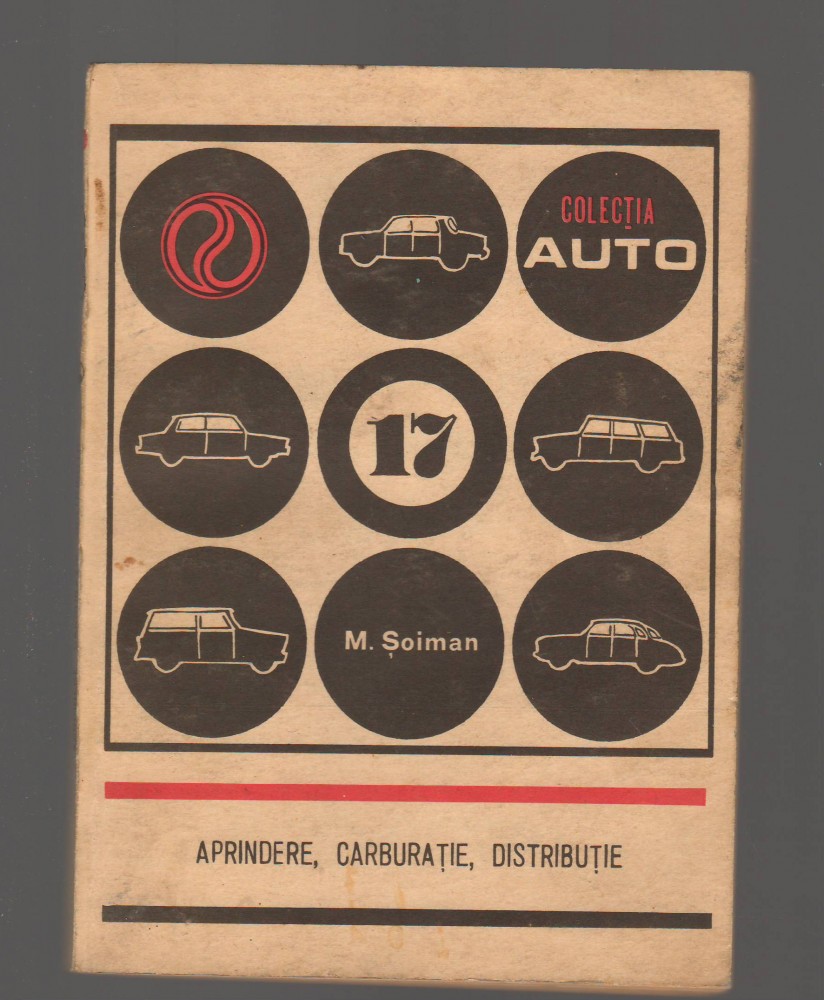 COLECȚIA
AUTO
17
M. Șoiman
APRINDERE, CARBURAȚIE, DISTRIBUȚIE